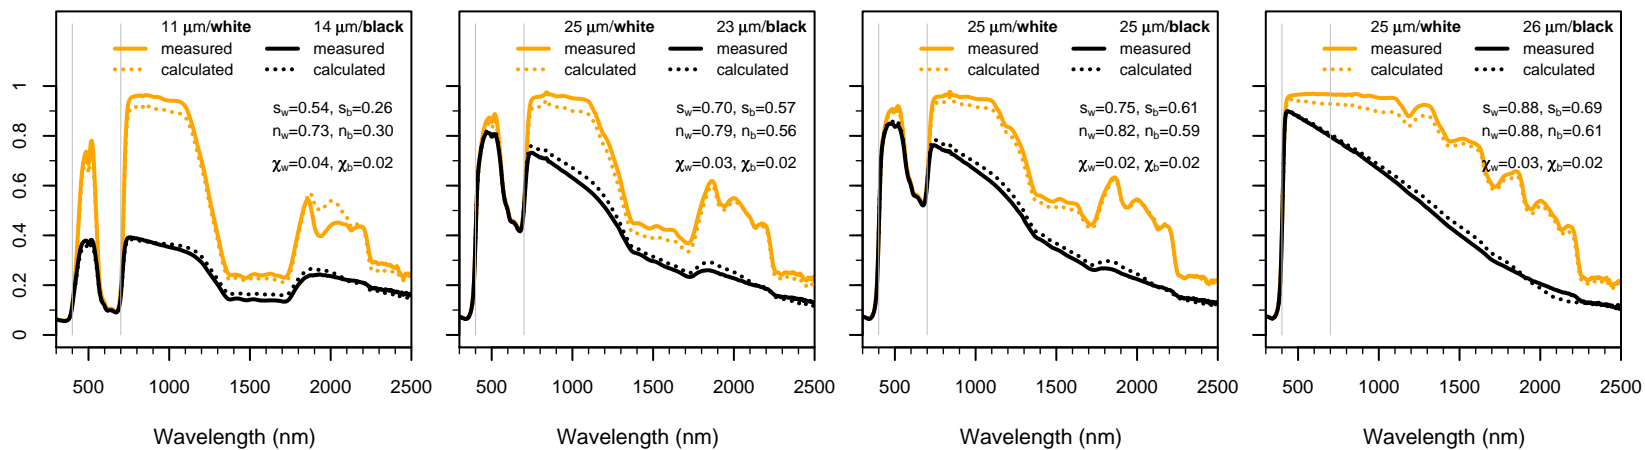 11 μm/white 14 μm/black
measured measured
calculated calculated
s_w=0.54, s_b=0.26
n_w=0.73, n_b=0.30
χ_w=0.04, χ_b=0.02
0 0.2 0.4 0.6 0.8 1
500 1000 1500 2000 2500
Wavelength (nm)
25 μm/white 23 μm/black
measured measured
calculated calculated
s_w=0.70, s_b=0.57
n_w=0.79, n_b=0.56
χ_w=0.03, χ_b=0.02
500 1000 1500 2000 2500
Wavelength (nm)
25 μm/white 25 μm/black
measured measured
calculated calculated
s_w=0.75, s_b=0.61
n_w=0.82, n_b=0.59
χ_w=0.02, χ_b=0.02
500 1000 1500 2000 2500
Wavelength (nm)
25 μm/white 26 μm/black
measured measured
calculated calculated
s_w=0.88, s_b=0.69
n_w=0.88, n_b=0.61
χ_w=0.03, χ_b=0.02
500 1000 1500 2000 2500
Wavelength (nm)